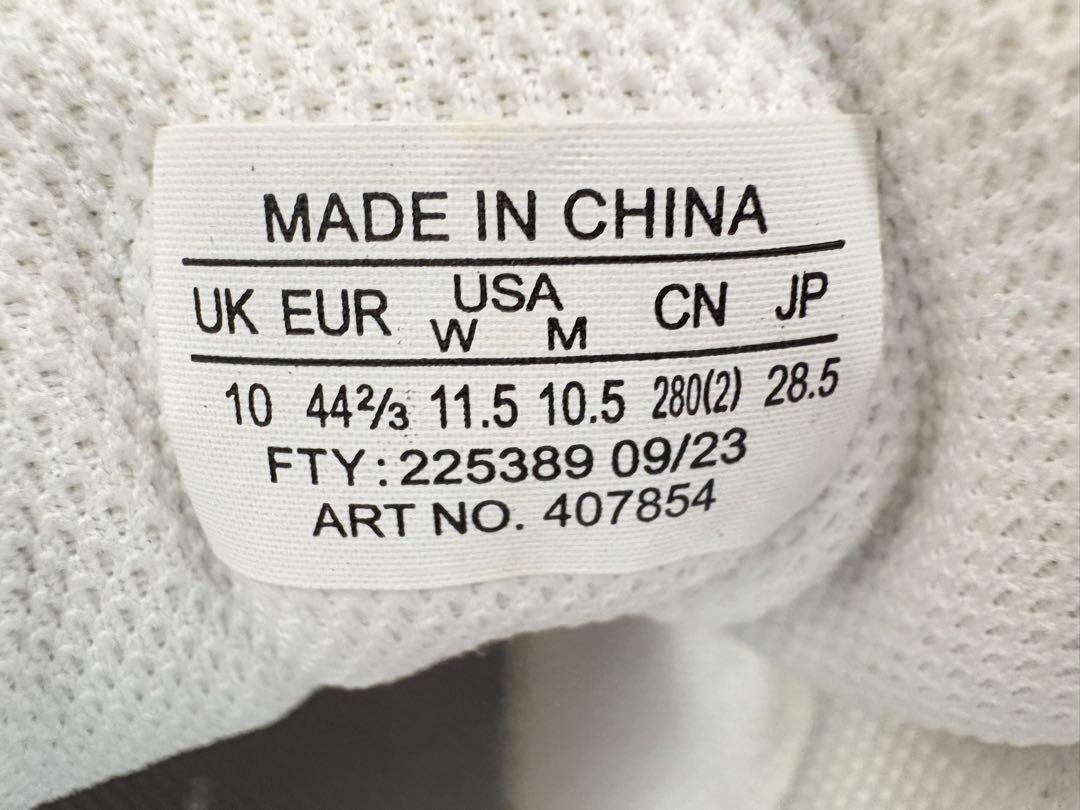 MADE IN CHINA
UK EUR USA CN JP
W M
10 44⅔ 11.5 10.5 280(2) 28.5
FTY: 225389 09/23
ART NO. 407854